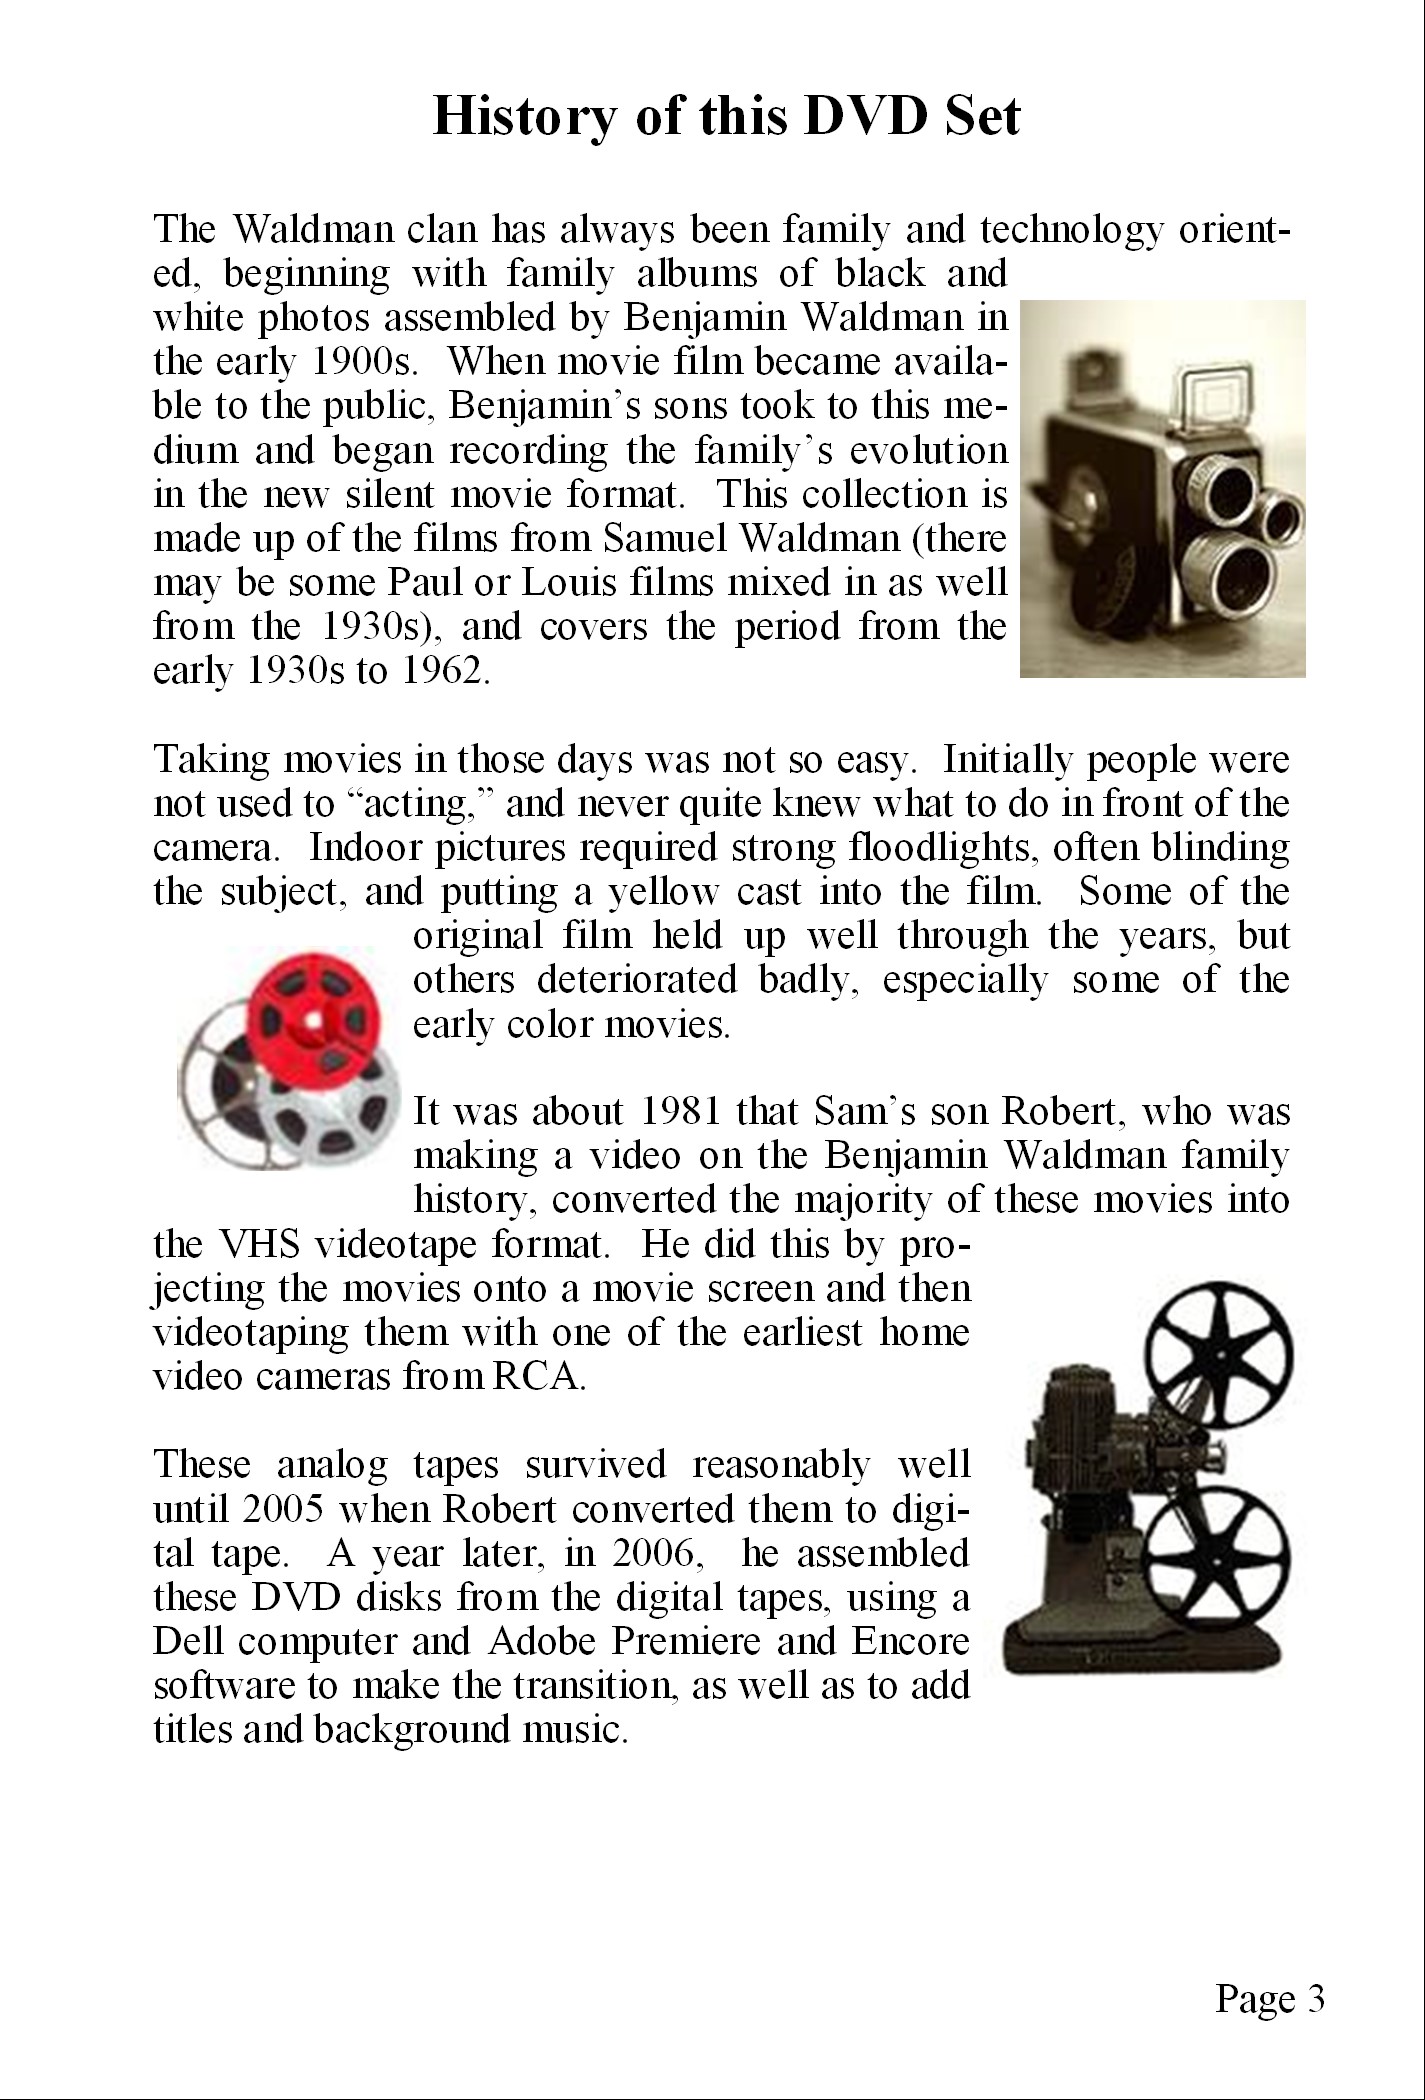 History of this DVD Set
The Waldman clan has always been family and technology orient-
ed, beginning with family albums of black and
white photos assembled by Benjamin Waldman in
the early 1900s.  When movie film became availa-
ble to the public, Benjamin’s sons took to this me-
dium and began recording the family’s evolution
in the new silent movie format.  This collection is
made up of the films from Samuel Waldman (there
may be some Paul or Louis films mixed in as well
from the 1930s), and covers the period from the
early 1930s to 1962.
Taking movies in those days was not so easy.  Initially people were
not used to “acting,” and never quite knew what to do in front of the
camera.  Indoor pictures required strong floodlights, often blinding
the subject, and putting a yellow cast into the film.  Some of the
original film held up well through the years, but
others deteriorated badly, especially some of the
early color movies.
It was about 1981 that Sam’s son Robert, who was
making a video on the Benjamin Waldman family
history, converted the majority of these movies into
the VHS videotape format.  He did this by pro-
jecting the movies onto a movie screen and then
videotaping them with one of the earliest home
video cameras from RCA.
These analog tapes survived reasonably well
until 2005 when Robert converted them to digi-
tal tape.  A year later, in 2006,  he assembled
these DVD disks from the digital tapes, using a
Dell computer and Adobe Premiere and Encore
software to make the transition, as well as to add
titles and background music.
Page 3